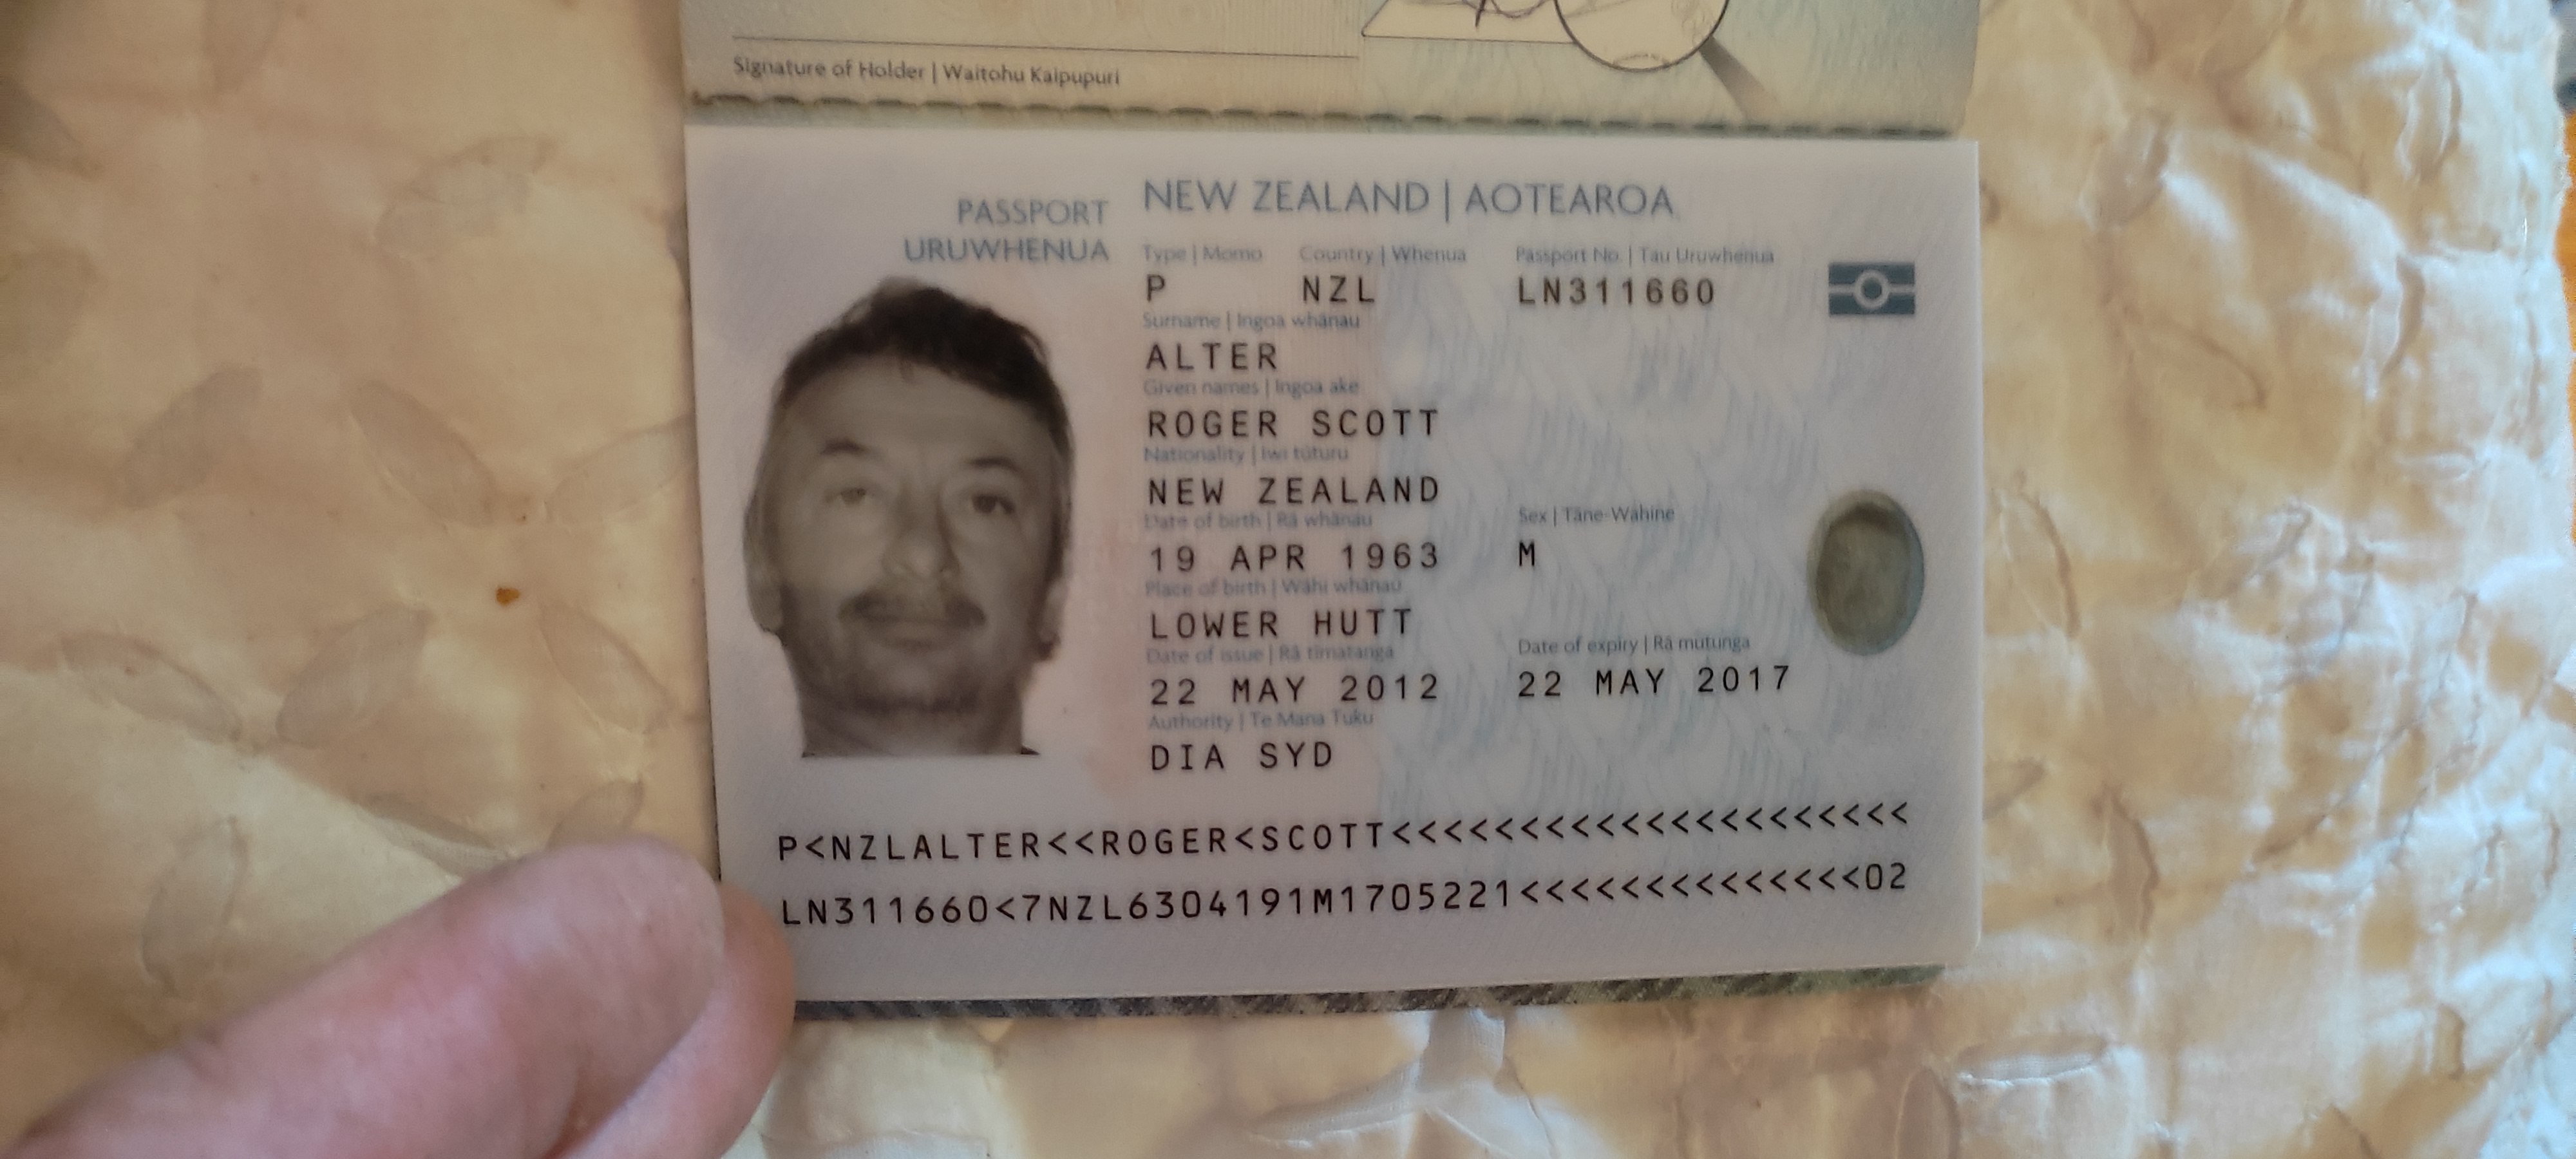 Signature of Holder | Waitohu Kaipupuri
PASSPORT
URUWHENUA
NEW ZEALAND | AOTEAROA
Type | Momo Country | Whenua Passport No. | Tau Uruwhenua
P NZL LN311660
Surname | Ingoa whānau
ALTER
Given names | Ingoa ake
ROGER SCOTT
Nationality | Iwi tūturu
NEW ZEALAND
Date of birth | Rā whānau Sex | Tāne-Wahine
19 APR 1963 M
Place of birth | Wāhi whānau
LOWER HUTT
Date of issue | Rā timatanga Date of expiry | Rā mutunga
22 MAY 2012 22 MAY 2017
Authority | Te Mana Tuku
DIA SYD
P<NZLALTER<<ROGER<SCOTT<<<<<<<<<<<<<<<<<<<<<
LN311660<7NZL6304191M1705221<<<<<<<<<<<<<<02